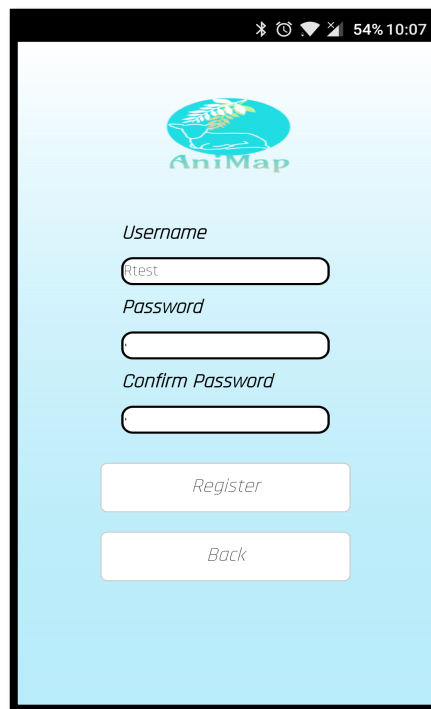 54% 10:07
AniMap
Username
Rtest
Password
Confirm Password
Register
Back